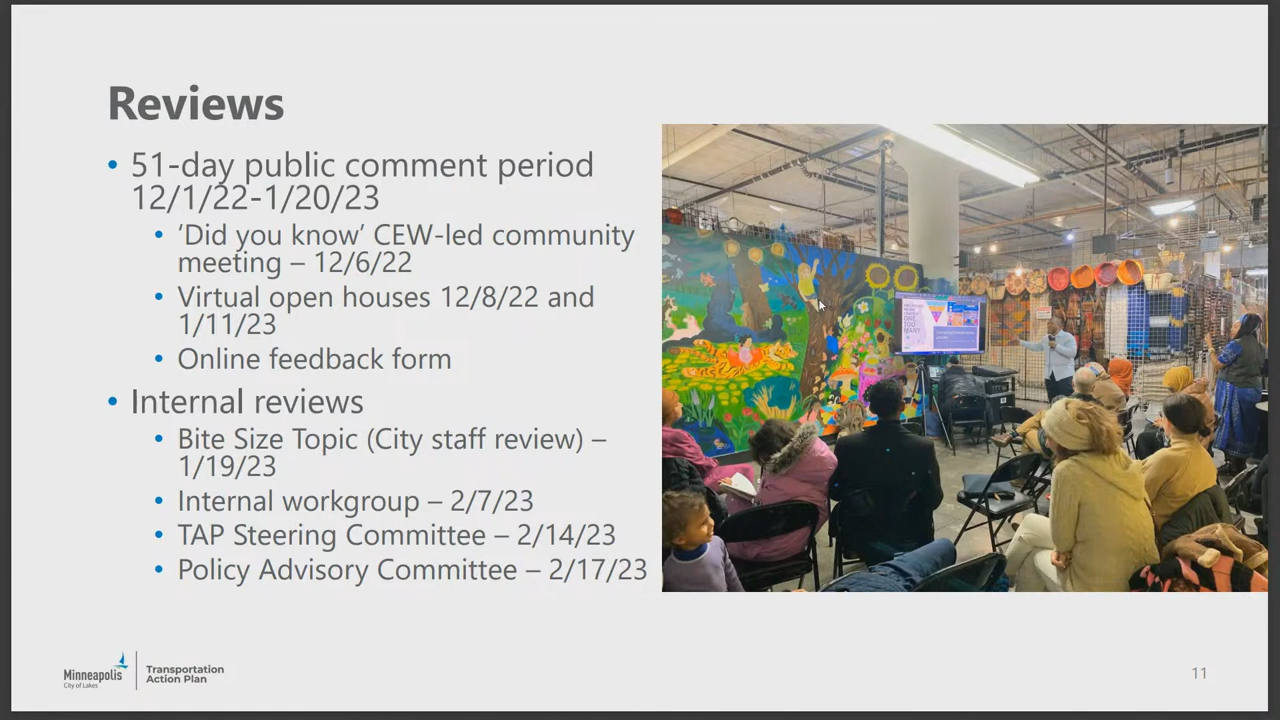 Reviews
• 51-day public comment period
12/1/22-1/20/23
• ‘Did you know’ CEW-led community
meeting – 12/6/22
• Virtual open houses 12/8/22 and
1/11/23
• Online feedback form
• Internal reviews
• Bite Size Topic (City staff review) –
1/19/23
• Internal workgroup – 2/7/23
• TAP Steering Committee – 2/14/23
• Policy Advisory Committee – 2/17/23
ONE
TOO
MANY
Minneapolis
City of Lakes
Transportation
Action Plan
11